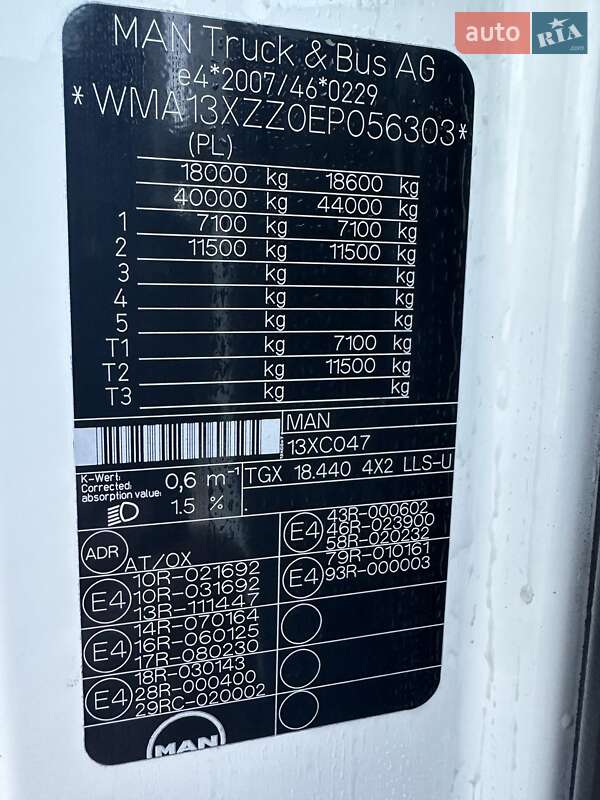 auto RIA .com
MAN Truck & Bus AG
e4*2007/46*0229
*WMA13XZZ0EP056303*
(PL)
18000 kg 18600 kg
40000 kg 44000 kg
1 7100 kg 7100 kg
2 11500 kg 11500 kg
3 kg kg
4 kg kg
5 kg kg
T1 7100 kg
T2 kg 11500 kg
T3 kg kg
MAN
13XC047
TGX 18.440 4X2 LLS-U
K-Wert:
Corrected
absorption value:
0,6 m⁻¹
1.5 %
.
ADR AT/OX
E4 10R-021692
10R-031692
13R-111447
E4 14R-070164
16R-060125
17R-080230
E4 18R-030143
28R-000400
29RC-020002
E4 43R-000602
46R-023900
58R-020232
E4 79R-010161
93R-000003
MAN